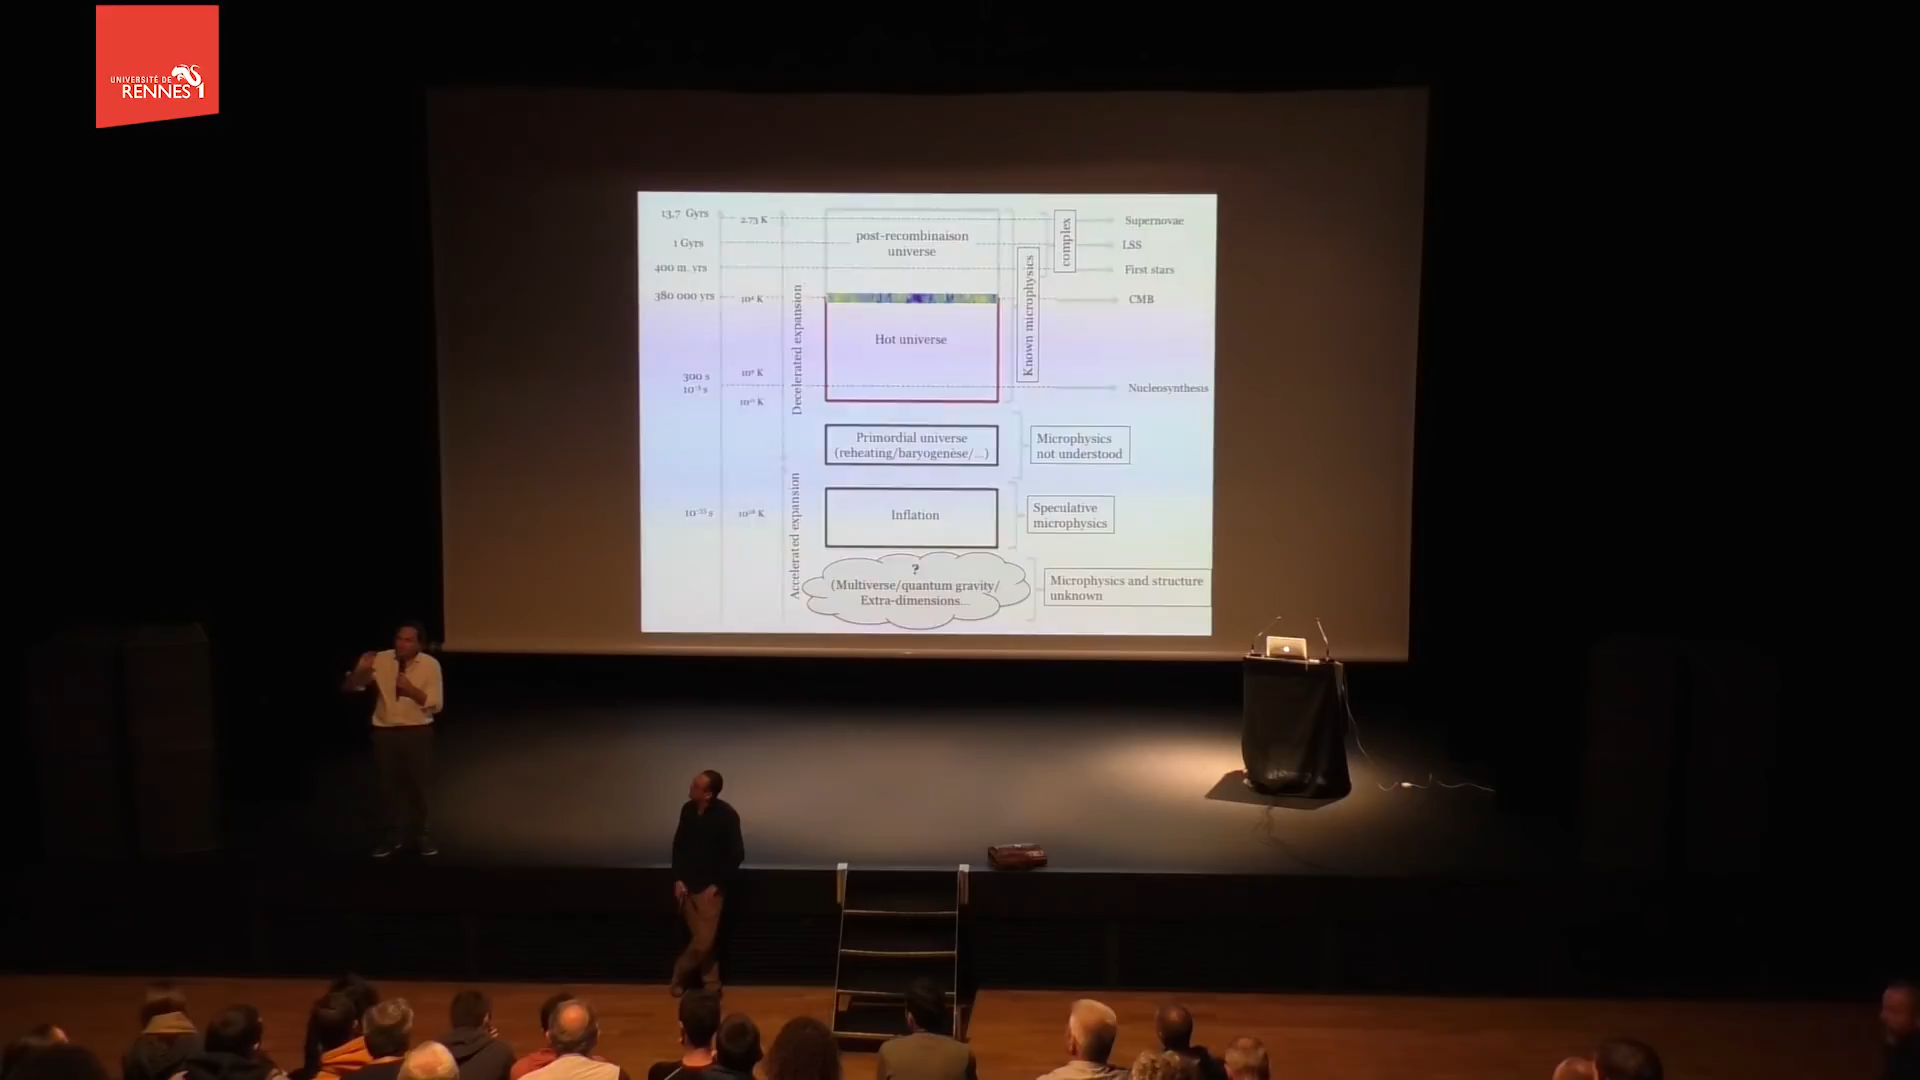 UNIVERSITÉ DE
RENNES 1
13,7 Gyrs
2.73 K
1 Gyrs
400 m. yrs
380 000 yrs
10⁴ K
300 s
10⁹ K
Decelerated expansion
Accelerated expansion
post-recombinaison
universe
Hot universe
Primordial universe
(reheating/baryogenèse/...)
Inflation
?
(Multiverse/quantum gravity/
Extra-dimensions...
Known microphysics
complex
Supernovae
LSS
First stars
CMB
Nucleosynthesis
Microphysics
not understood
Speculative
microphysics
Microphysics and structure
unknown